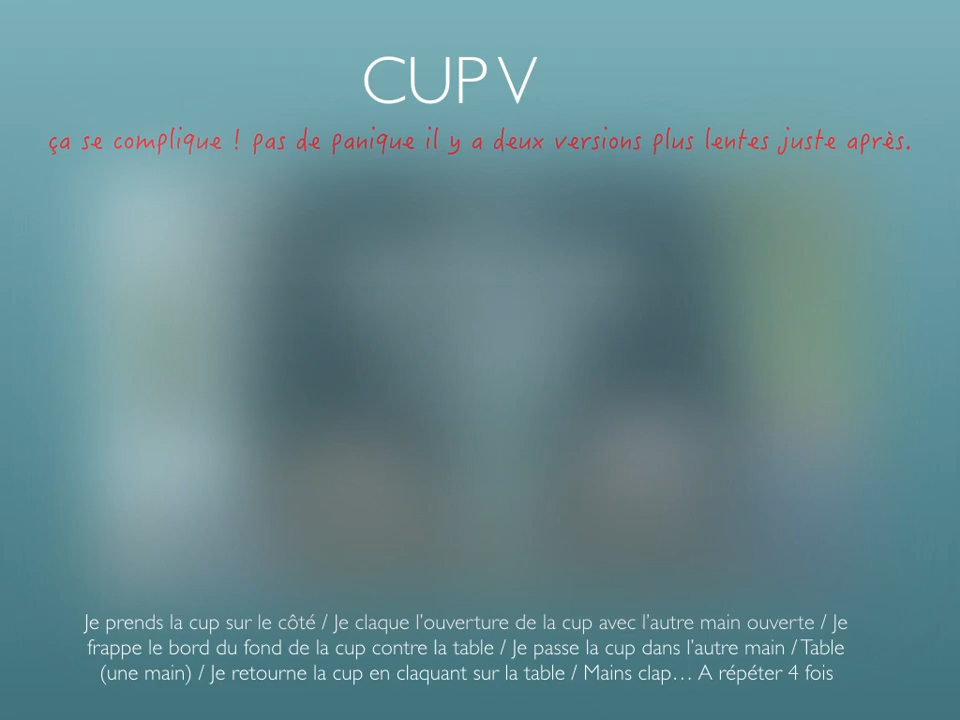 CUP V
ça se complique ! pas de panique il y a deux versions plus lentes juste après.
Je prends la cup sur le côté / Je claque l’ouverture de la cup avec l’autre main ouverte / Je
frappe le bord du fond de la cup contre la table / Je passe la cup dans l’autre main / Table
(une main) / Je retourne la cup en claquant sur la table / Mains clap… A répéter 4 fois